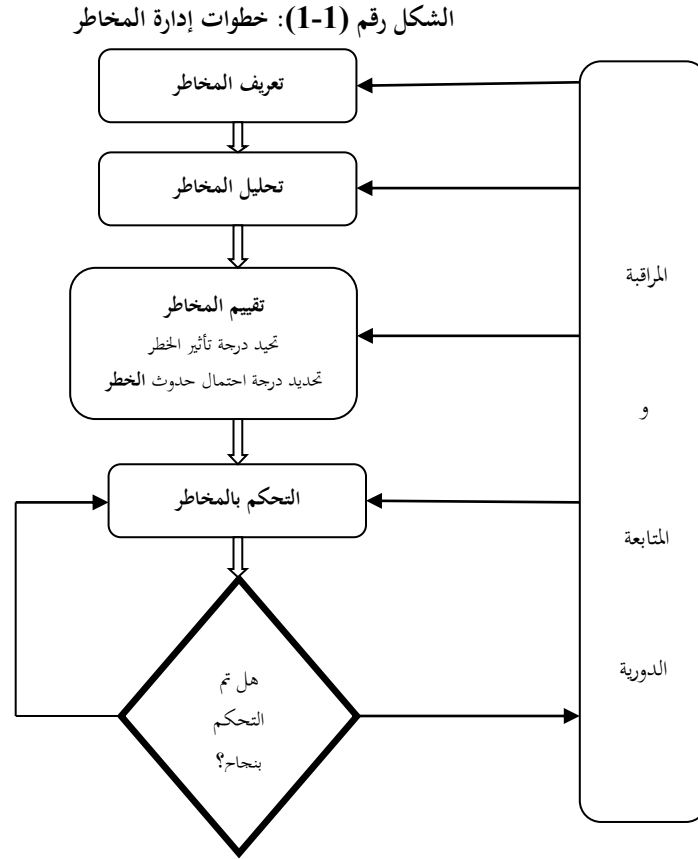 الشكل رقم (1-1): خطوات إدارة المخاطر
تعريف المخاطر
تحليل المخاطر
تقييم المخاطر
تحيد درجة تأثير الخطر
تحديد درجة احتمال حدوث الخطر
التحكم بالمخاطر
هل تم
التحكم
بنجاح؟
المراقبة
و
المتابعة
الدورية